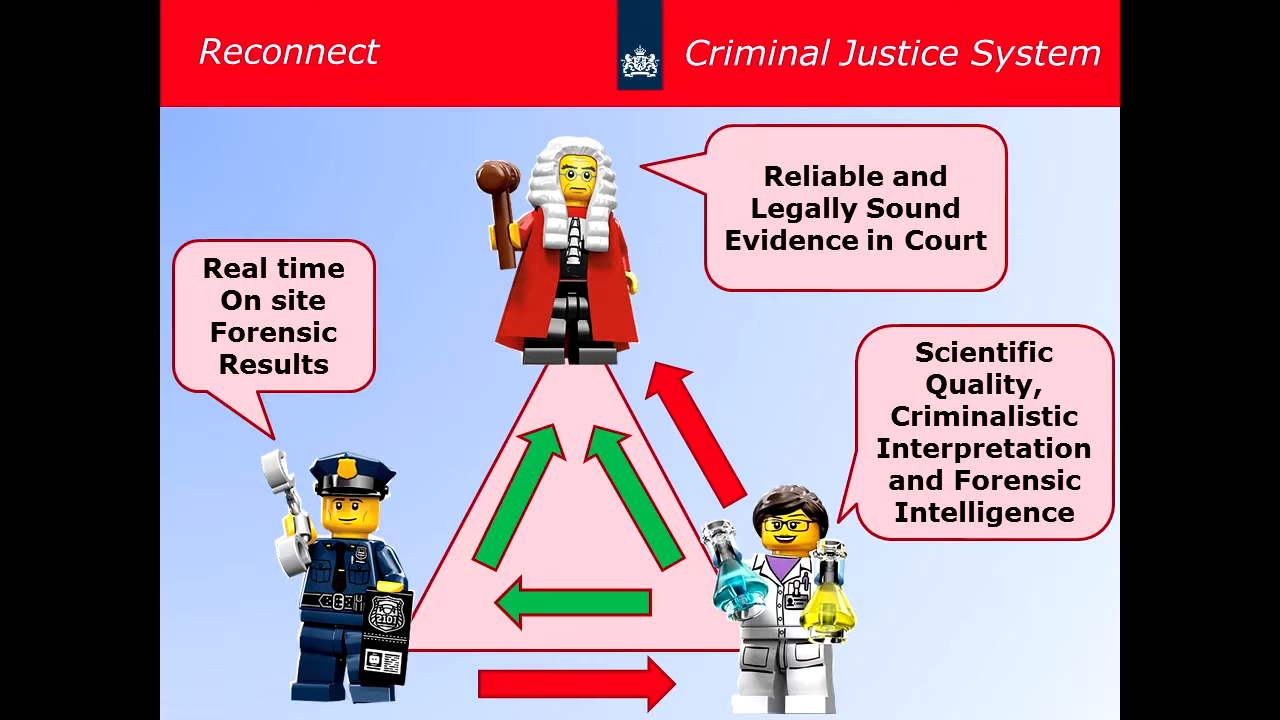 Reconnect
Criminal Justice System
Reliable and
Legally Sound
Evidence in Court
Real time
On site
Forensic
Results
Scientific
Quality,
Criminalistic
Interpretation
and Forensic
Intelligence
2101